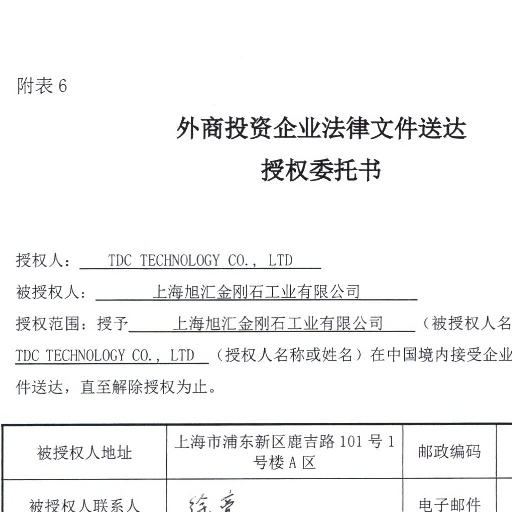 附表 6
外商投资企业法律文件送达
授权委托书
授权人： TDC TECHNOLOGY CO., LTD
被授权人： 上海旭汇金刚石工业有限公司
授权范围：授予 上海旭汇金刚石工业有限公司 （被授权人名
TDC TECHNOLOGY CO., LTD （授权人名称或姓名）在中国境内接受企业
件送达，直至解除授权为止。
被授权人地址 上海市浦东新区鹿吉路 101 号 1 号楼 A 区 邮政编码
被授权人联系人 电子邮件